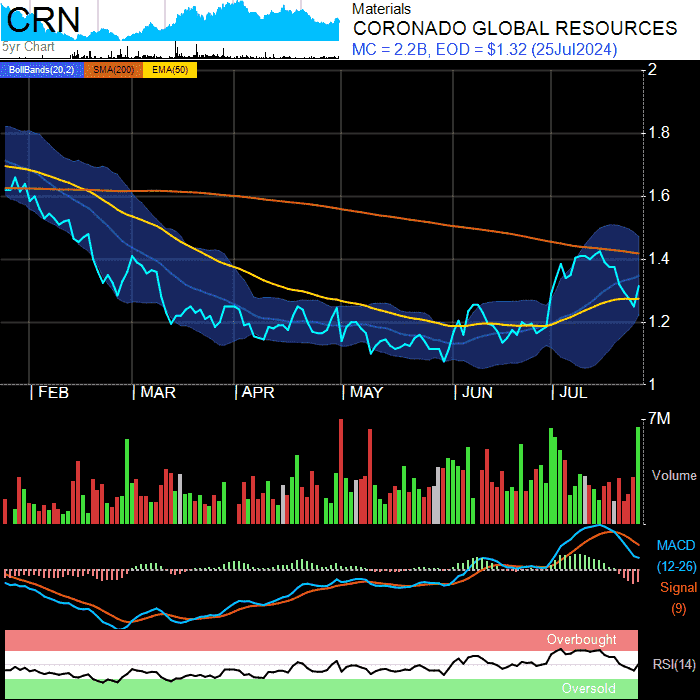 CRN
5yr Chart
Materials
CORONADO GLOBAL RESOURCES
MC = 2.2B, EOD = $1.32 (25Jul2024)
BollBands(20,2) SMA(200) EMA(50)
2
1.8
1.6
1.4
1.2
1
| FEB | MAR | APR | MAY | JUN | JUL
7M
Volume
MACD
(12-26)
Signal
(9)
Overbought
RSI(14)
Oversold